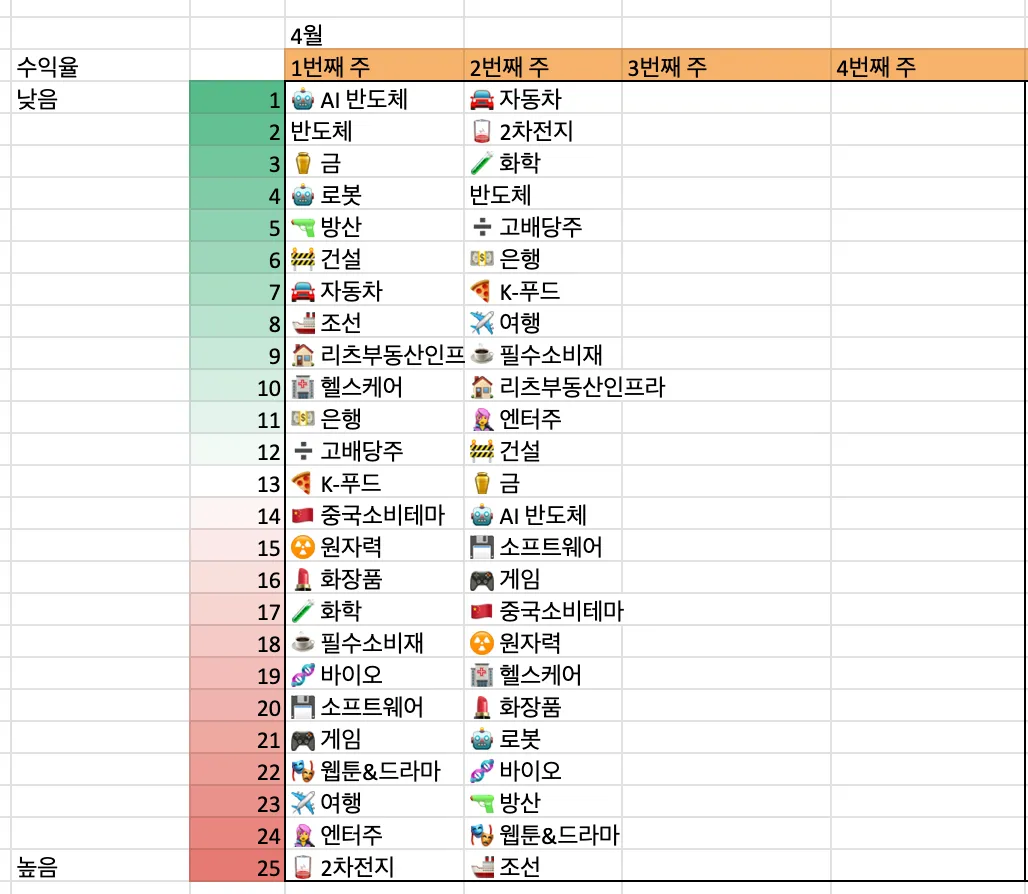 4월
수익율 1번째 주 2번째 주 3번째 주 4번째 주
낮음 1 🤖 AI 반도체 🚘 자동차
2 반도체 🪫 2차전지
3 ⚱️ 금 🧪 화학
4 🤖 로봇 반도체
5 🔫 방산 ➗ 고배당주
6 🚧 건설 💵 은행
7 🚘 자동차 🍕 K-푸드
8 🚢 조선 ✈️ 여행
9 🏠 리츠부동산인프 ☕ 필수소비재
10 🏥 헬스케어 🏠 리츠부동산인프라
11 💵 은행 👩‍🎤 엔터주
12 ➗ 고배당주 🚧 건설
13 🍕 K-푸드 ⚱️ 금
14 🇨🇳 중국소비테마 🤖 AI 반도체
15 ☢️ 원자력 💾 소프트웨어
16 💄 화장품 🎮 게임
17 🧪 화학 🇨🇳 중국소비테마
18 ☕ 필수소비재 ☢️ 원자력
19 🧬 바이오 🏥 헬스케어
20 💾 소프트웨어 💄 화장품
21 🎮 게임 🤖 로봇
22 🎭 웹툰&드라마 🧬 바이오
23 ✈️ 여행 🔫 방산
24 👩‍🎤 엔터주 🎭 웹툰&드라마
높음 25 🪫 2차전지 🚢 조선